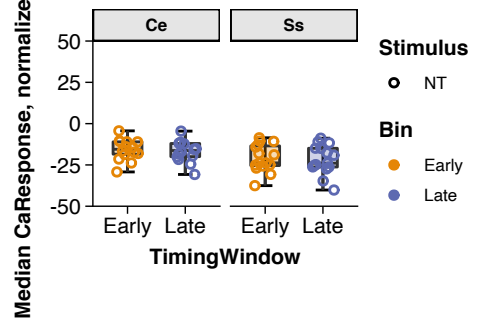 Ce
Ss
Median CaResponse, normalize
50
25
0
-25
-50
Early
Late
Early
Late
TimingWindow
Stimulus
NT
Bin
Early
Late